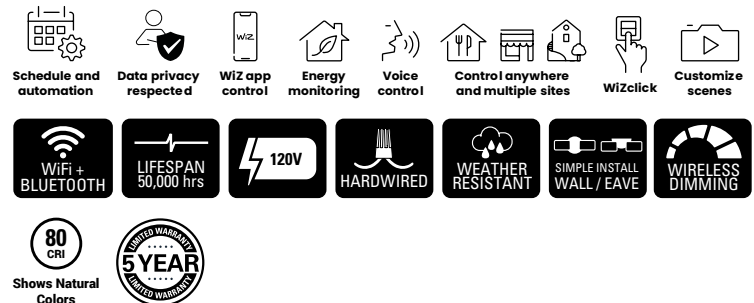 WiZ
Schedule and
automation
Data privacy
respected
WiZ app
control
Energy
monitoring
Voice
control
Control anywhere
and multiple sites
WiZclick
Customize
scenes
WiFi +
BLUETOOTH
LIFESPAN
50,000 hrs
120V
HARDWIRED
WEATHER
RESISTANT
SIMPLE INSTALL
WALL / EAVE
WIRELESS
DIMMING
80
CRI
Shows Natural
Colors
LIMITED WARRANTY
5 YEAR
LIMITED WARRANTY